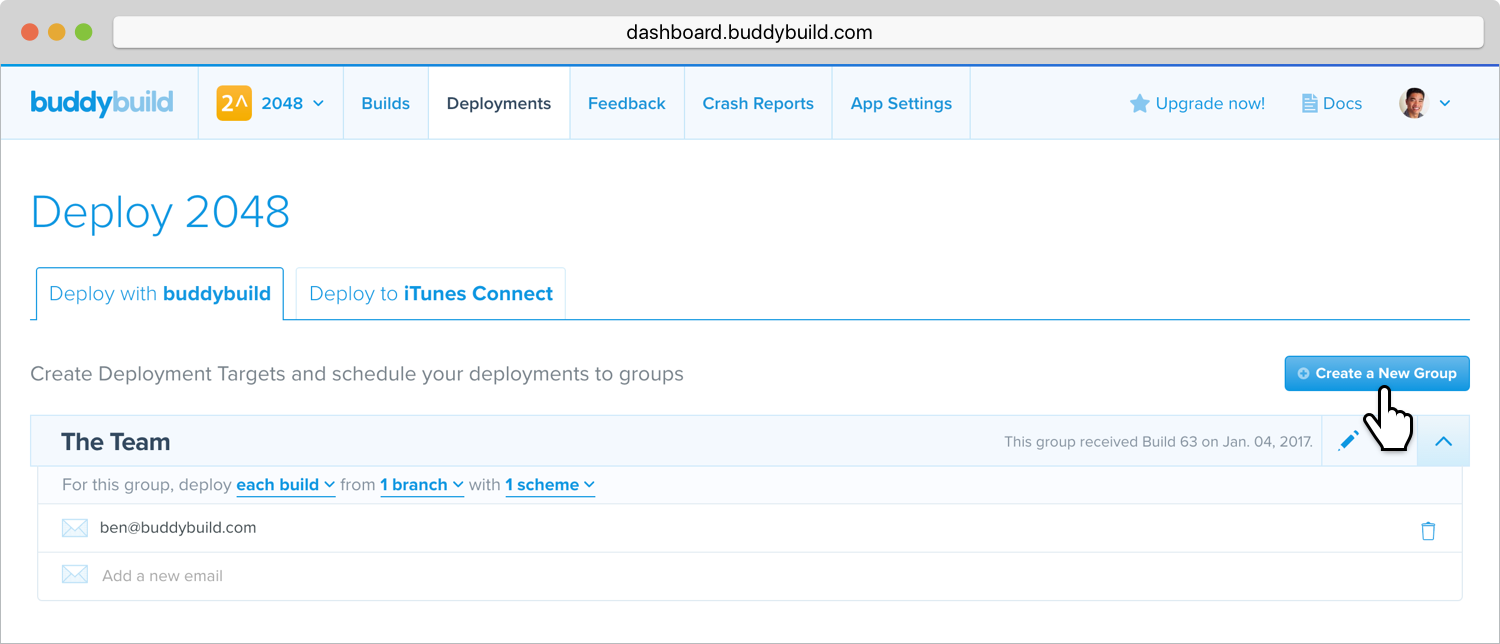 dashboard.buddybuild.com
buddybuild
2^ 2048 Builds Deployments Feedback Crash Reports App Settings Upgrade now! Docs
Deploy 2048
Deploy with buddybuild Deploy to iTunes Connect
Create Deployment Targets and schedule your deployments to groups
Create a New Group
The Team
This group received Build 63 on Jan. 04, 2017.
For this group, deploy each build from 1 branch with 1 scheme
ben@buddybuild.com
Add a new email